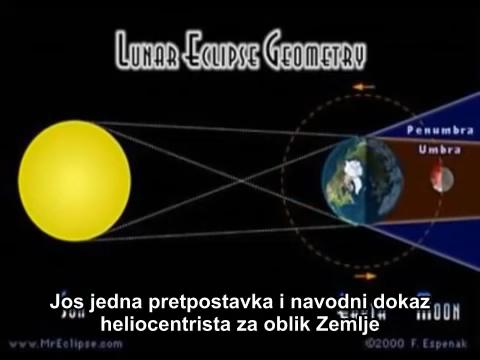 Lunar Eclipse Geometry
Penumbra
Umbra
Sun
Moon
Jos jedna pretpostavka i navodni dokaz
heliocentrista za oblik Zemlje
www.MrEclipse.com
©2000 F. Espenak